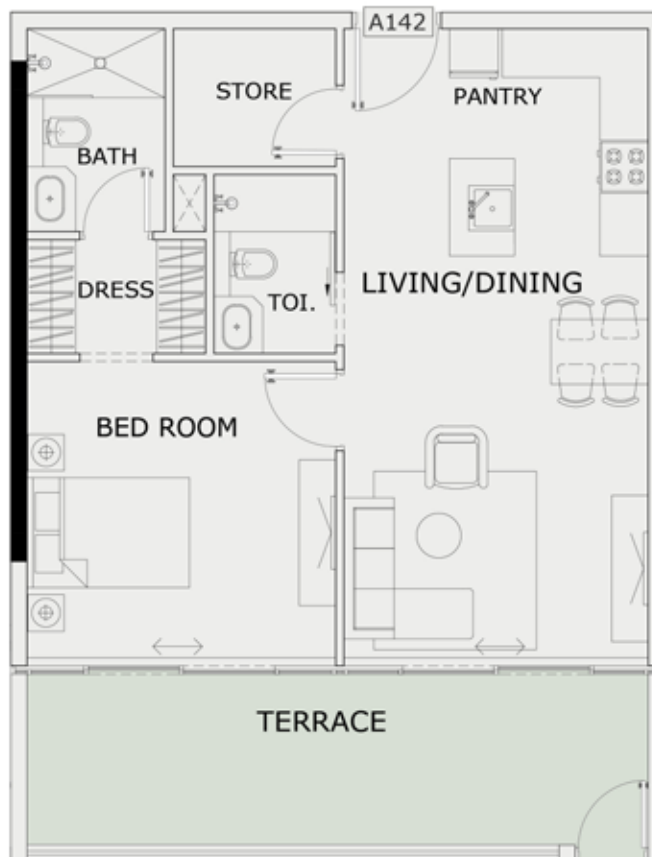 A142
STORE
PANTRY
BATH
DRESS
TOI.
LIVING/DINING
BED ROOM
TERRACE